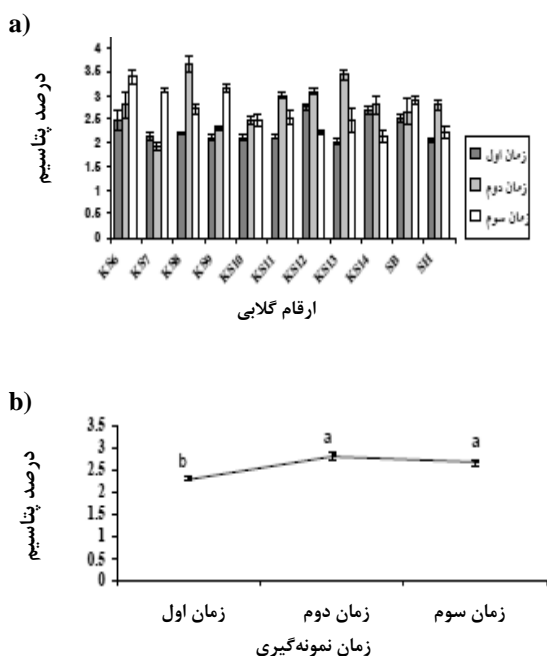 a)
درصد پتاسیم
4
3.5
3
2.5
2
1.5
1
0.5
0
KS6
KS7
KS8
KS9
KS10
KS11
KS12
KS13
KS14
SB
SH
ارقام گلابی
زمان اول
زمان دوم
زمان سوم
b)
درصد پتاسیم
3.5
3
2.5
2
1.5
1
0.5
0
b
a
a
زمان اول
زمان دوم
زمان سوم
زمان نمونه‌گیری